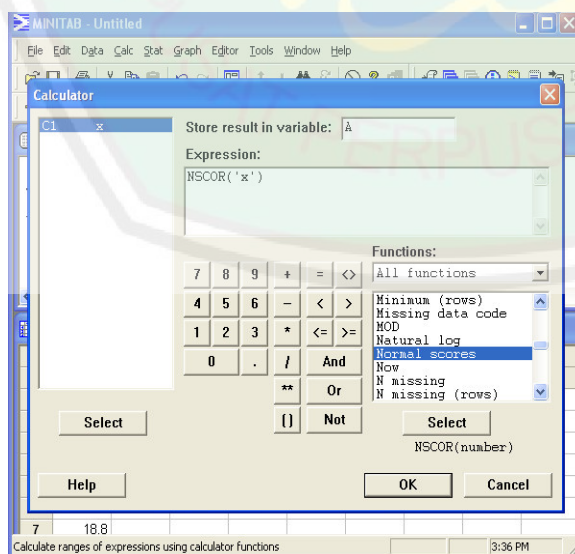 MINITAB - Untitled
File Edit Data Calc Stat Graph Editor Tools Window Help
Calculator
C1 x
Store result in variable: A
Expression:
NSCOR('x')
Functions:
7 8 9 + = <> All functions
4 5 6 - < >
1 2 3 * <= >=
0 . / And
** Or
() Not
Minimum (rows)
Missing data code
MOD
Natural log
Normal scores
Now
N missing
N missing (rows)
Select
Select
NSCOR(number)
Help
OK
Cancel
7 18.8
Calculate ranges of expressions using calculator functions
3:36 PM